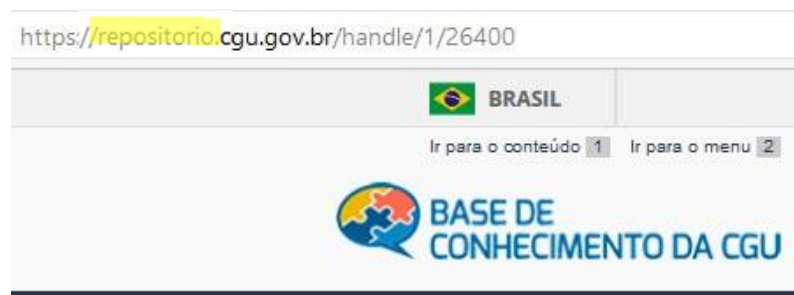 https://repositorio.cgu.gov.br/handle/1/26400
BRASIL
Ir para o conteúdo 1 Ir para o menu 2
BASE DE
CONHECIMENTO DA CGU